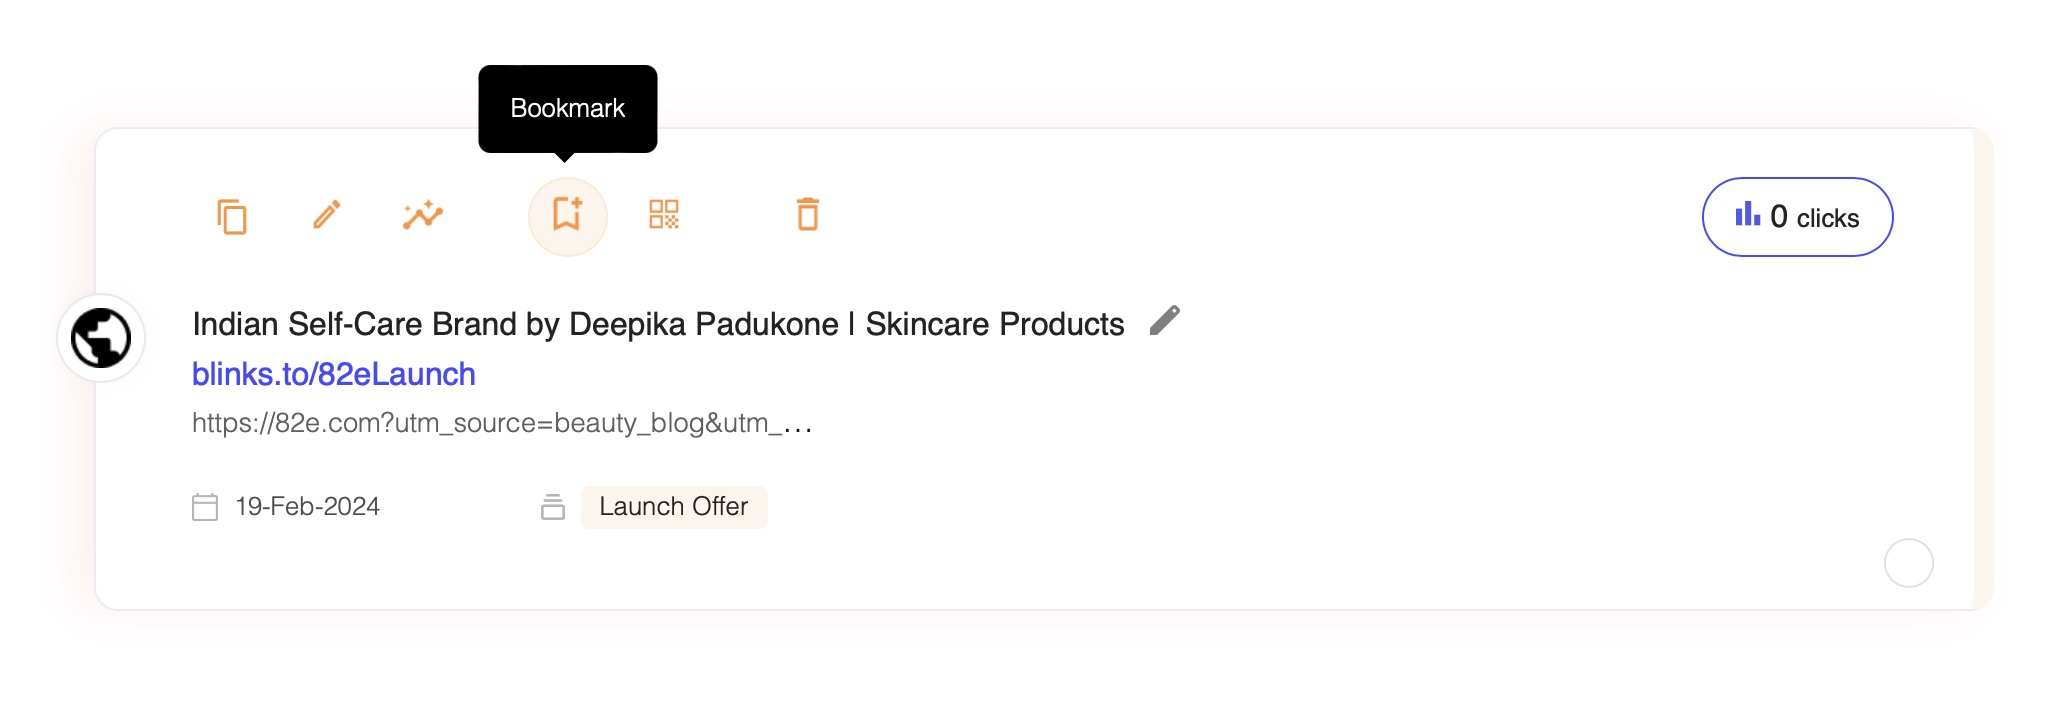 Bookmark
0 clicks
Indian Self-Care Brand by Deepika Padukone | Skincare Products
blinks.to/82eLaunch
https://82e.com?utm_source=beauty_blog&utm_...
19-Feb-2024 Launch Offer